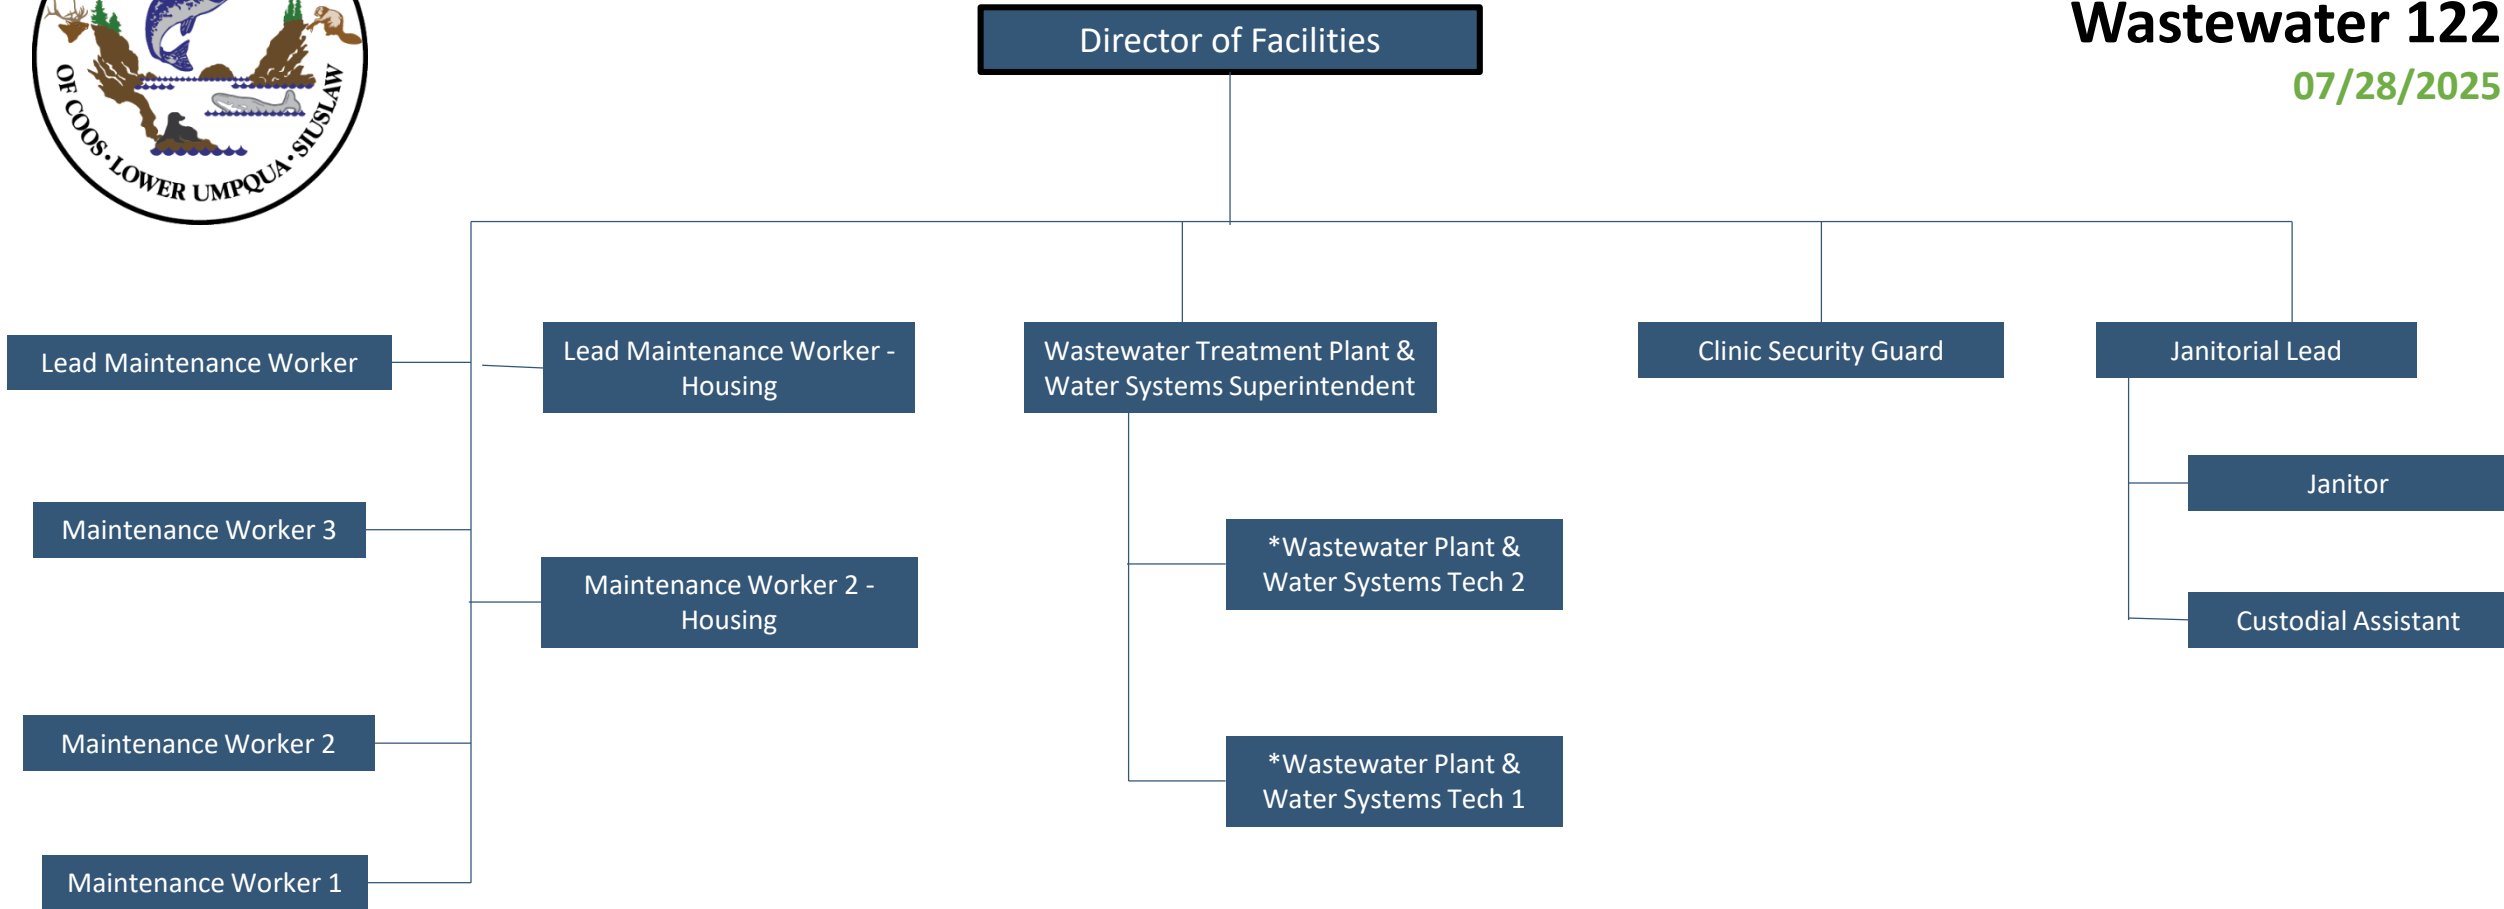 OF COOS · LOWER UMPQUA · SIUSLAW
Director of Facilities
Wastewater 122
07/28/2025
Lead Maintenance Worker
Lead Maintenance Worker -
Housing
Wastewater Treatment Plant &
Water Systems Superintendent
Clinic Security Guard
Janitorial Lead
Janitor
Maintenance Worker 3
*Wastewater Plant &
Water Systems Tech 2
Maintenance Worker 2 -
Housing
Custodial Assistant
Maintenance Worker 2
*Wastewater Plant &
Water Systems Tech 1
Maintenance Worker 1